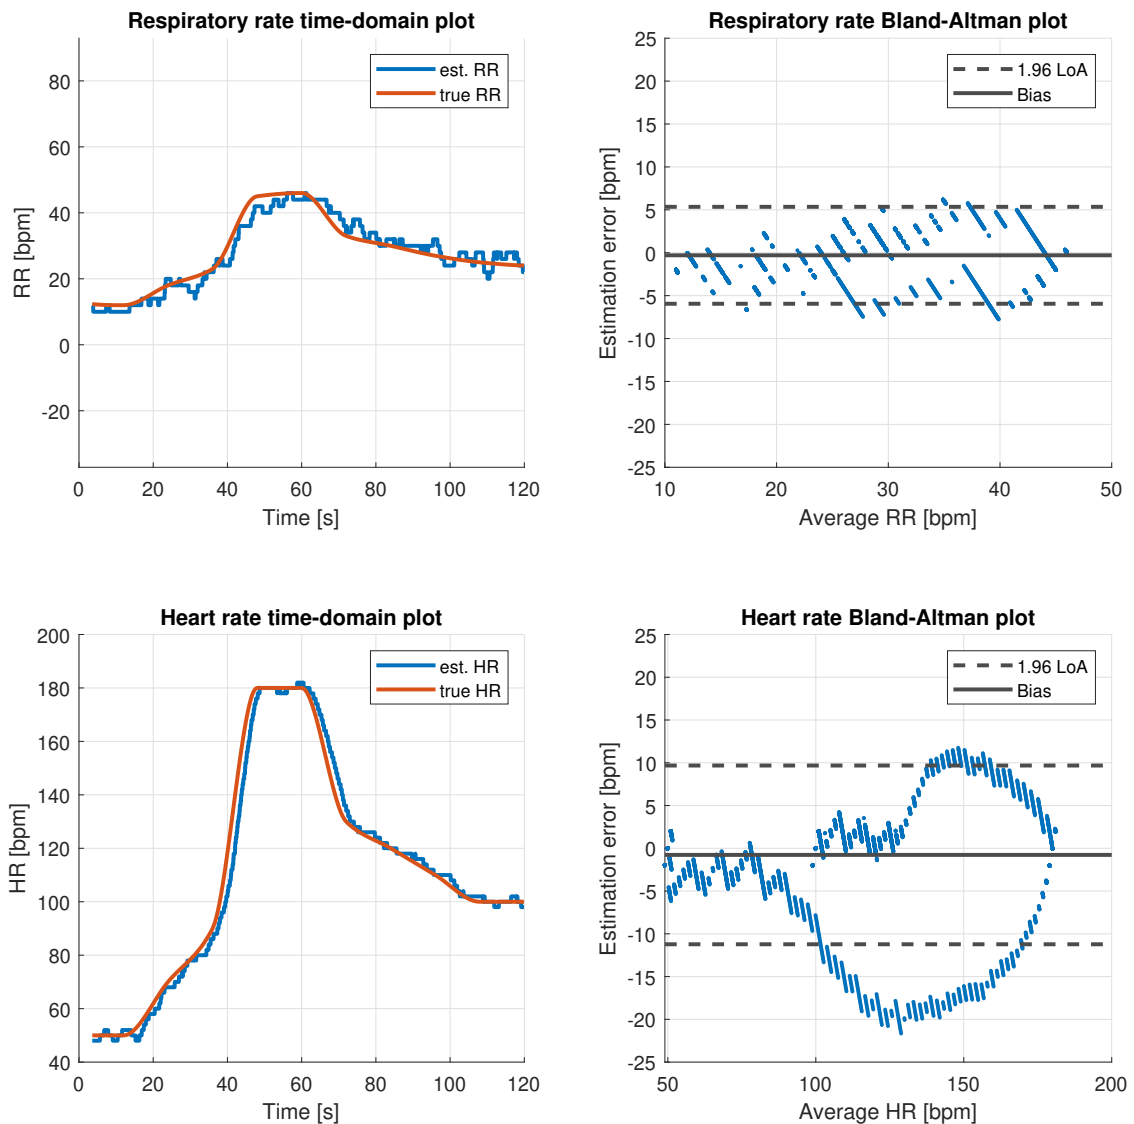 Respiratory rate time-domain plot
80
60
40
20
0
-20
0 20 40 60 80 100 120
RR [bpm]
Time [s]
est. RR
true RR
Respiratory rate Bland-Altman plot
25
20
15
10
5
0
-5
-10
-15
-20
-25
10 20 30 40 50
Estimation error [bpm]
Average RR [bpm]
1.96 LoA
Bias
Heart rate time-domain plot
200
180
160
140
120
100
80
60
40
0 20 40 60 80 100 120
HR [bpm]
Time [s]
est. HR
true HR
Heart rate Bland-Altman plot
25
20
15
10
5
0
-5
-10
-15
-20
-25
50 100 150 200
Estimation error [bpm]
Average HR [bpm]
1.96 LoA
Bias